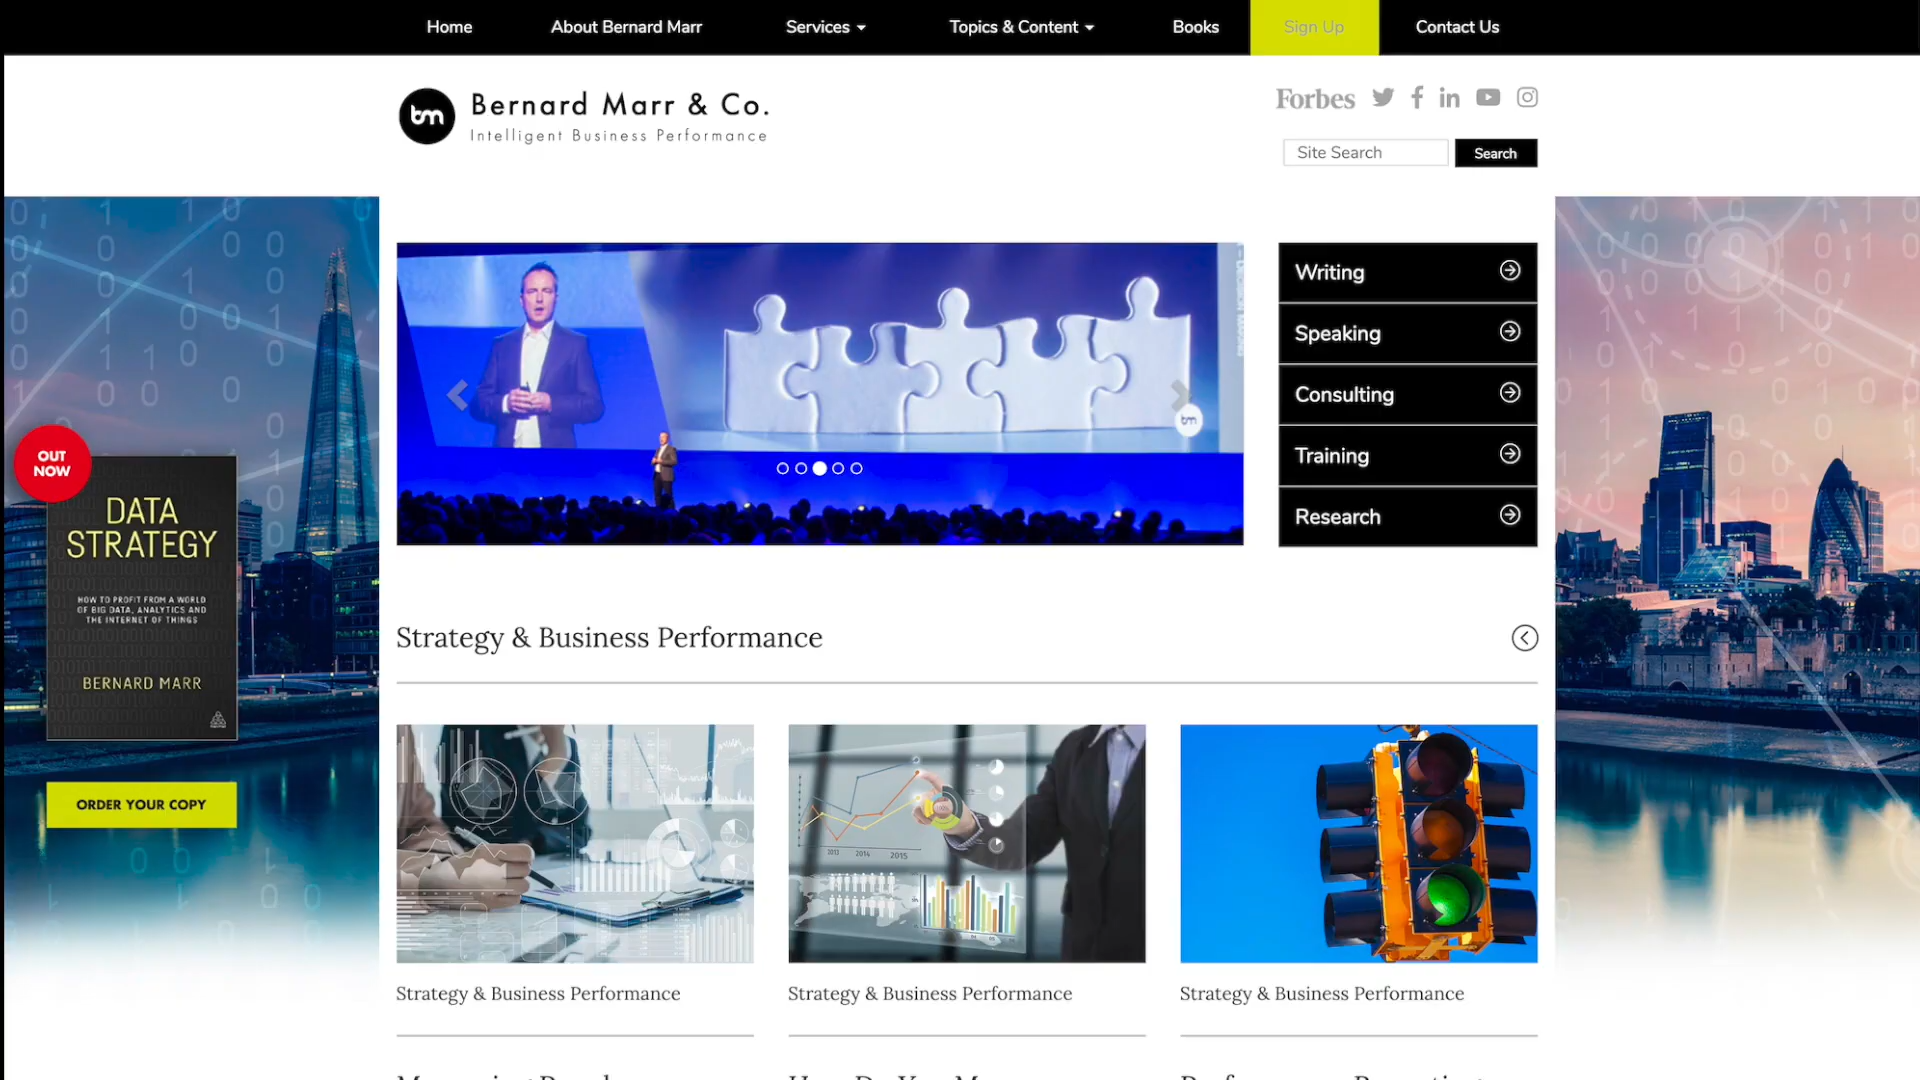 Home About Bernard Marr Services Topics & Content Books Sign Up Contact Us
bm
Bernard Marr & Co.
Intelligent Business Performance
Forbes
Site Search
Search
Writing
Speaking
Consulting
Training
Research
bm
OUT
NOW
DATA
STRATEGY
HOW TO PROFIT FROM A WORLD
OF BIG DATA, ANALYTICS AND
THE INTERNET OF THINGS
BERNARD MARR
ORDER YOUR COPY
Strategy & Business Performance
2014 2015
Strategy & Business Performance
Strategy & Business Performance
Strategy & Business Performance